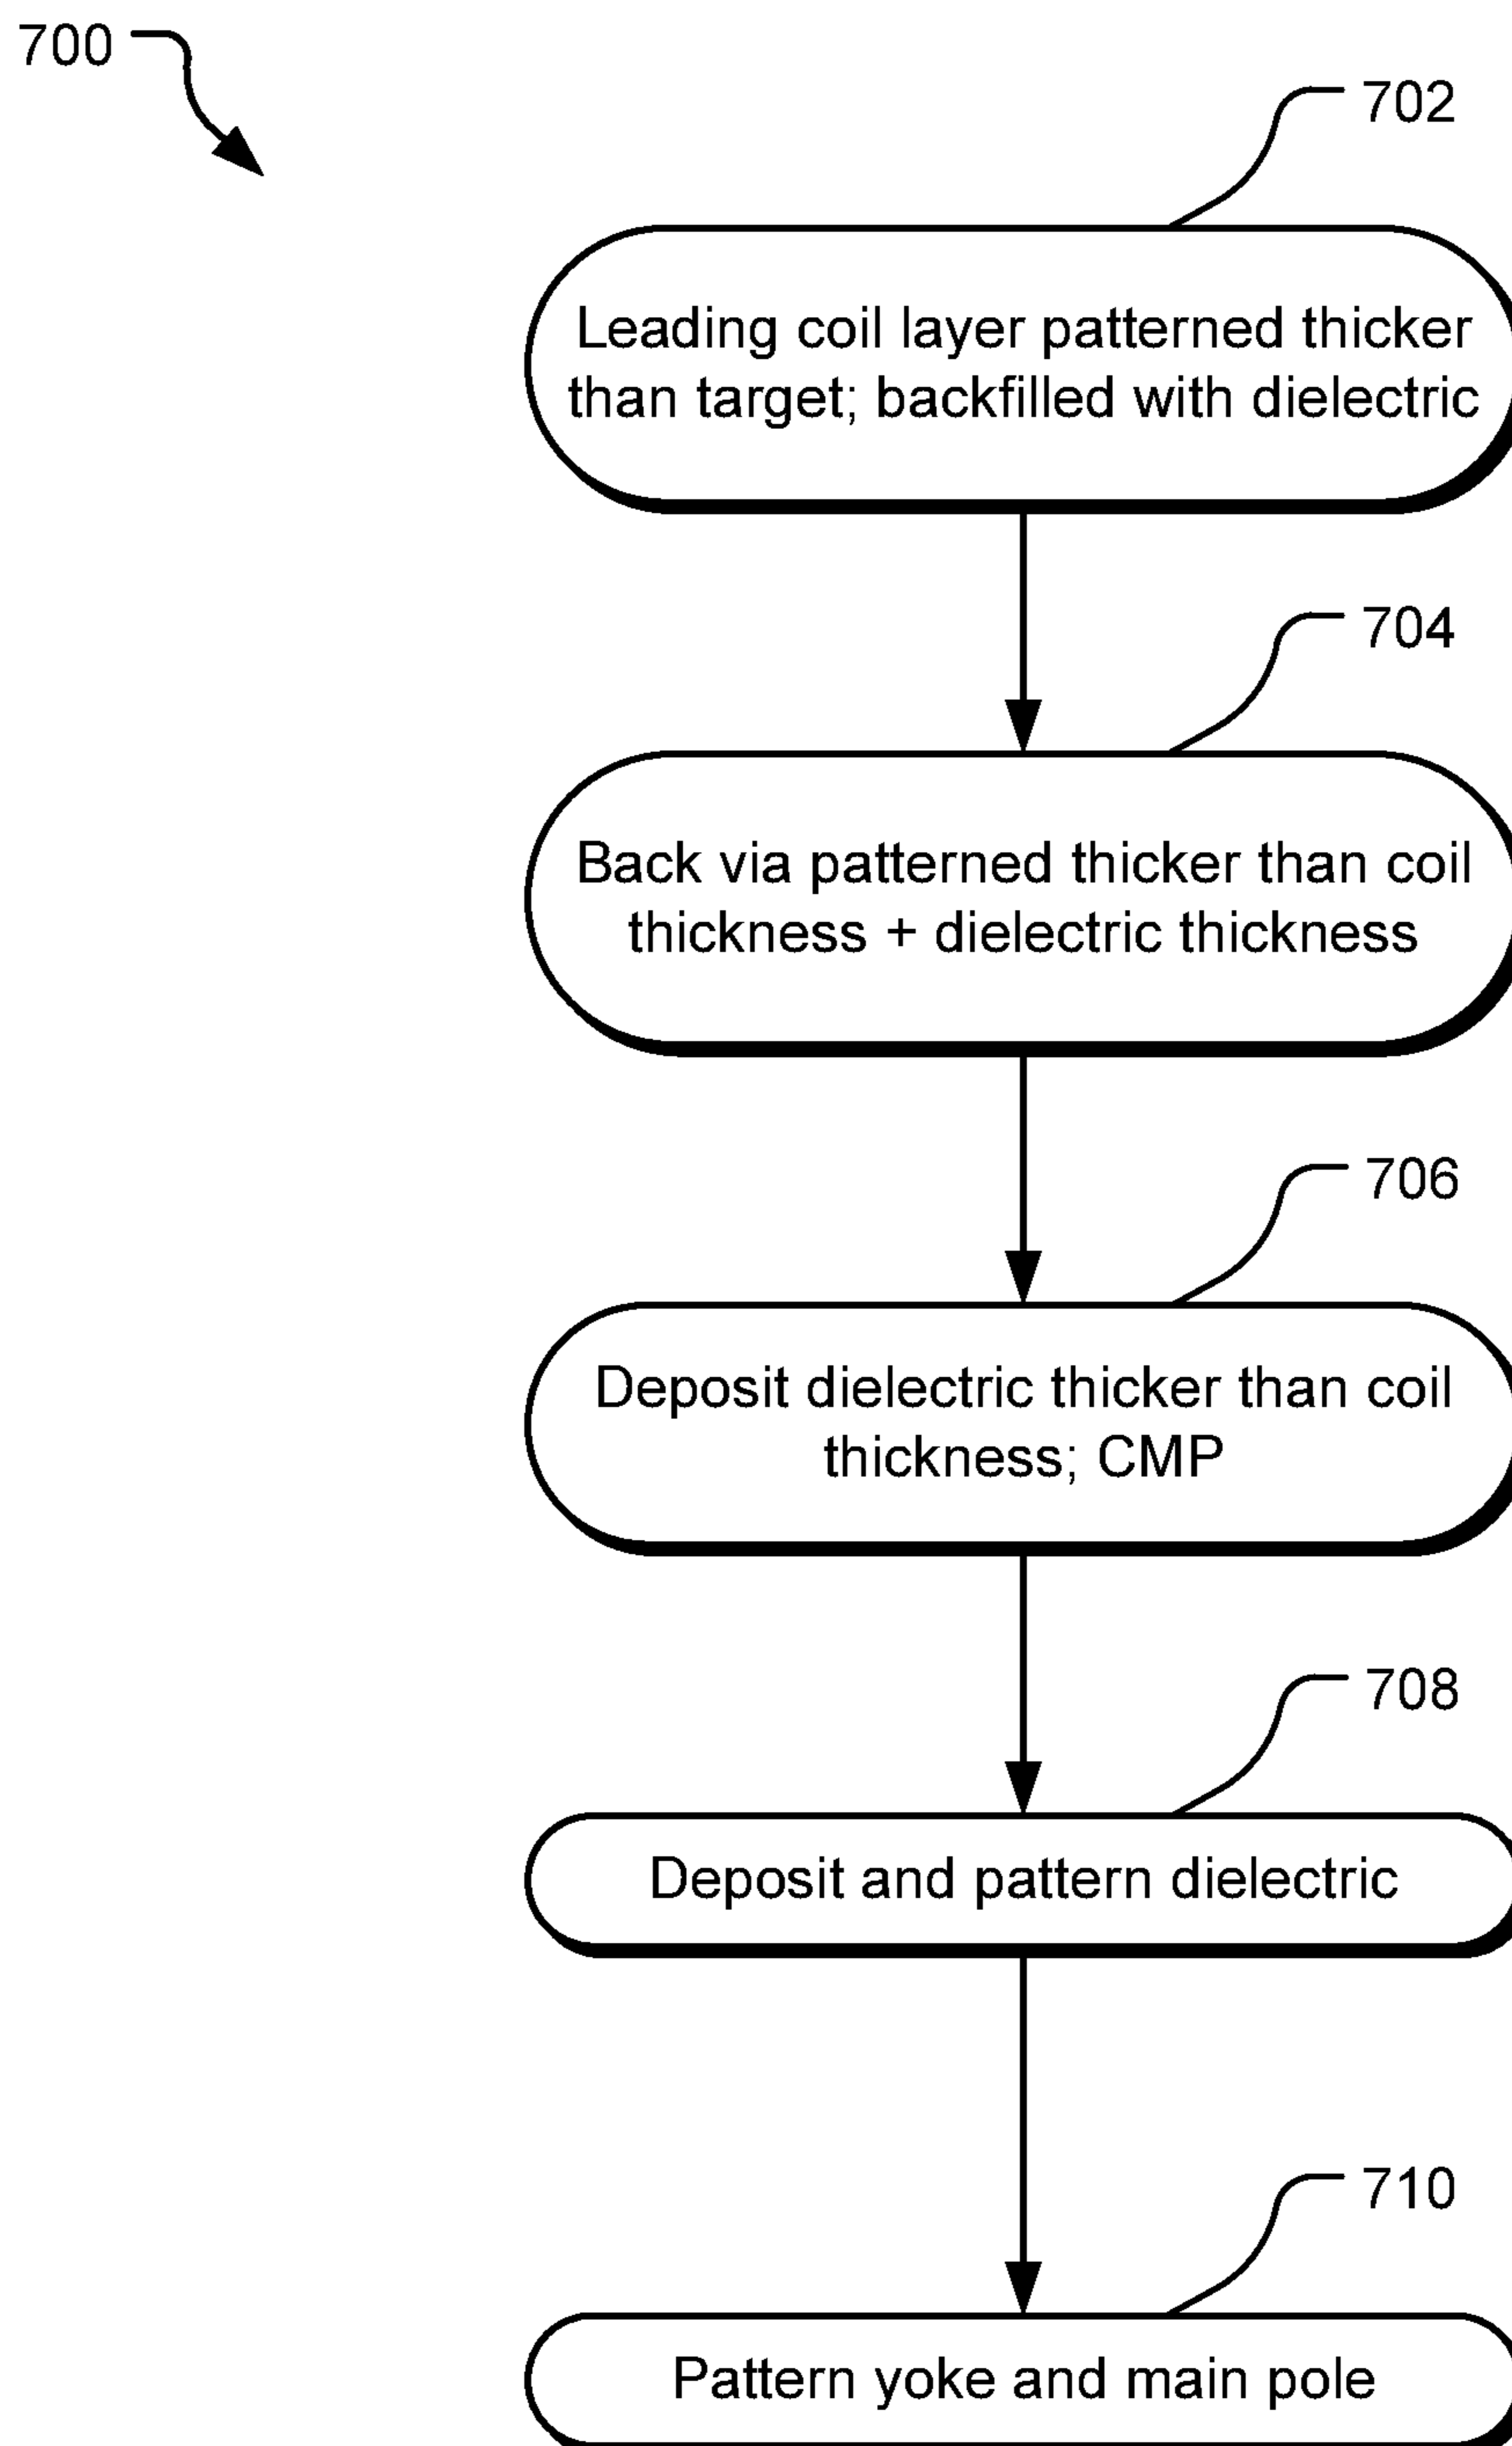 700
702
Leading coil layer patterned thicker
than target; backfilled with dielectric
704
Back via patterned thicker than coil
thickness + dielectric thickness
706
Deposit dielectric thicker than coil
thickness; CMP
708
Deposit and pattern dielectric
710
Pattern yoke and main pole